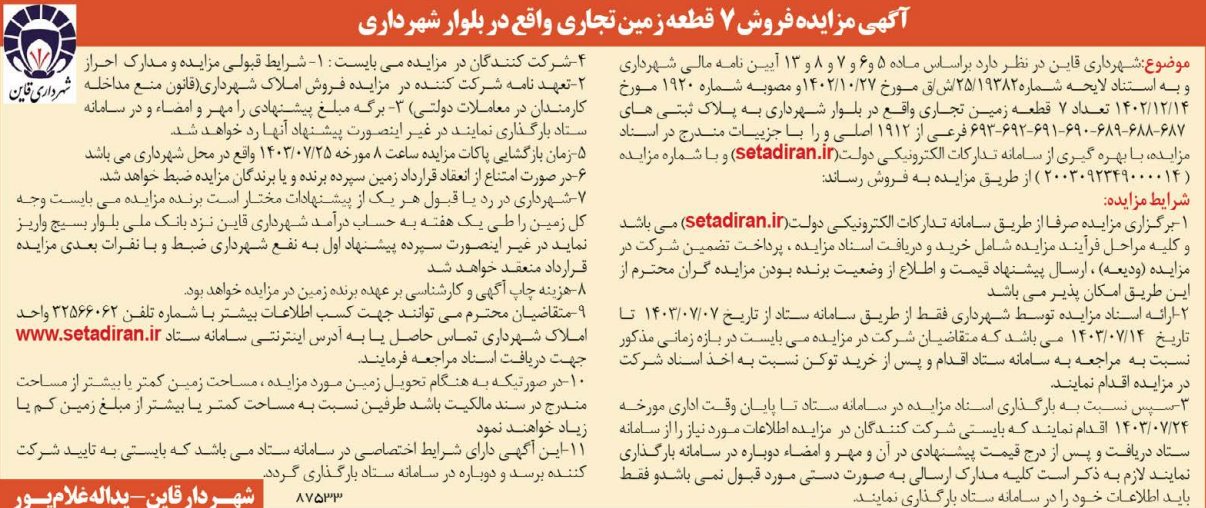 آگهی مزایده فروش ۷ قطعه زمین تجاری واقع در بلوار شهرداری
شهرداری قاین
موضوع:شهرداری قاین در نظر دارد براساس ماده ۵ و۶ و ۷ و ۸ و ۱۳ آیین نامه مالی شهرداری
و به استناد لایحه شماره۲۵/۱۹۳۸۲/ش/ق مورخ ۱۴۰۲/۱۰/۲۷و مصوبه شماره ۱۹۲۰ مورخ
۱۴۰۲/۱۲/۱۴ تعداد ۷ قطعه زمین تجاری واقع در بلوار شهرداری به پلاک ثبتی های
۶۸۷-۶۸۸-۶۸۹-۶۹۰-۶۹۱-۶۹۲-۶۹۳ فرعی از ۱۹۱۲ اصلی و را با جزییات مندرج در اسناد
مزایده، با بهره گیری از سامانه تدارکات الکترونیکی دولت(setadiran.ir) و با شماره مزایده
(۲۰۰۳۰۹۲۳۴۹۰۰۰۰۱۴ ) از طریق مزایده به فروش رساند:
شرایط مزایده:
۱-برگزاری مزایده صرفا از طریق سامانه تدارکات الکترونیکی دولت(setadiran.ir) می باشد
و کلیه مراحل فرآیند مزایده شامل خرید و دریافت اسناد مزایده ، پرداخت تضمین شرکت در
مزایده (ودیعه) ، ارسال پیشنهاد قیمت و اطلاع از وضعیت برنده بودن مزایده گران محترم از
این طریق امکان پذیر می باشد
۲-ارائه اسناد مزایده توسط شهرداری فقط از طریق سامانه ستاد از تاریخ ۱۴۰۳/۰۷/۰۷ تا
تاریخ ۱۴۰۳/۰۷/۱۴ می باشد که متقاضیان شرکت در مزایده می بایست در بازه زمانی مذکور
نسبت به مراجعه به سامانه ستاد اقدام و پس از خرید توکن نسبت به اخذ اسناد شرکت
در مزایده اقدام نمایند.
۳-سپس نسبت به بارگذاری اسناد مزایده در سامانه ستاد تا پایان وقت اداری مورخه
۱۴۰۳/۰۷/۲۴ اقدام نمایند که بایستی شرکت کنندگان در مزایده اطلاعات مورد نیاز را از سامانه
ستاد دریافت و پس از درج قیمت پیشنهادی در آن و مهر و امضاء دوباره در سامانه بارگذاری
نمایند لازم به ذکر است کلیه مدارک ارسالی به صورت دستی مورد قبول نمی باشدو فقط
باید اطلاعات خود را در سامانه ستاد بارگذاری نمایند.
۴-شرکت کنندگان در مزایده می بایست : ۱- شرایط قبولی مزایده و مدارک احراز
۲-تعهد نامه شرکت کننده در مزایده فروش املاک شهرداری(قانون منع مداخله
کارمندان در معاملات دولتی) ۳- برگه مبلغ پیشنهادی را مهر و امضاء و در سامانه
ستاد بارگذاری نمایند در غیر اینصورت پیشنهاد آنها رد خواهد شد.
۵-زمان بازگشایی پاکات مزایده ساعت ۸ مورخه ۱۴۰۳/۰۷/۲۵ واقع در محل شهرداری می باشد
۶-در صورت امتناع از انعقاد قرارداد زمین سپرده برنده و یا برندگان مزایده ضبط خواهد شد.
۷-شهرداری در رد یا قبول هر یک از پیشنهادات مختار است برنده مزایده می بایست وجه
کل زمین را طی یک هفته به حساب درآمد شهرداری قاین نزد بانک ملی بلوار بسیج واریز
نماید در غیر اینصورت سپرده پیشنهاد اول به نفع شهرداری ضبط و با نفرات بعدی مزایده
قرارداد منعقد خواهد شد
۸-هزینه چاپ آگهی و کارشناسی بر عهده برنده زمین در مزایده خواهد بود.
۹-متقاضیان محترم می توانند جهت کسب اطلاعات بیشتر با شماره تلفن ۳۲۵۶۶۰۶۲ واحد
املاک شهرداری تماس حاصل یا به آدرس اینترنتی سامانه ستاد www.setadiran.ir
جهت دریافت اسناد مراجعه فرمایند.
۱۰-در صورتیکه به هنگام تحویل زمین مورد مزایده ، مساحت زمین کمتر یا بیشتر از مساحت
مندرج در سند مالکیت باشد طرفین نسبت به مساحت کمتر یا بیشتر از مبلغ زمین کم یا
زیاد خواهند نمود
۱۱-این آگهی دارای شرایط اختصاصی در سامانه ستاد می باشد که بایستی به تایید شرکت
کننده برسد و دوباره در سامانه ستاد بارگذاری گردد.
۸۷۵۳۳
شهردار قاین-یداله غلام پور